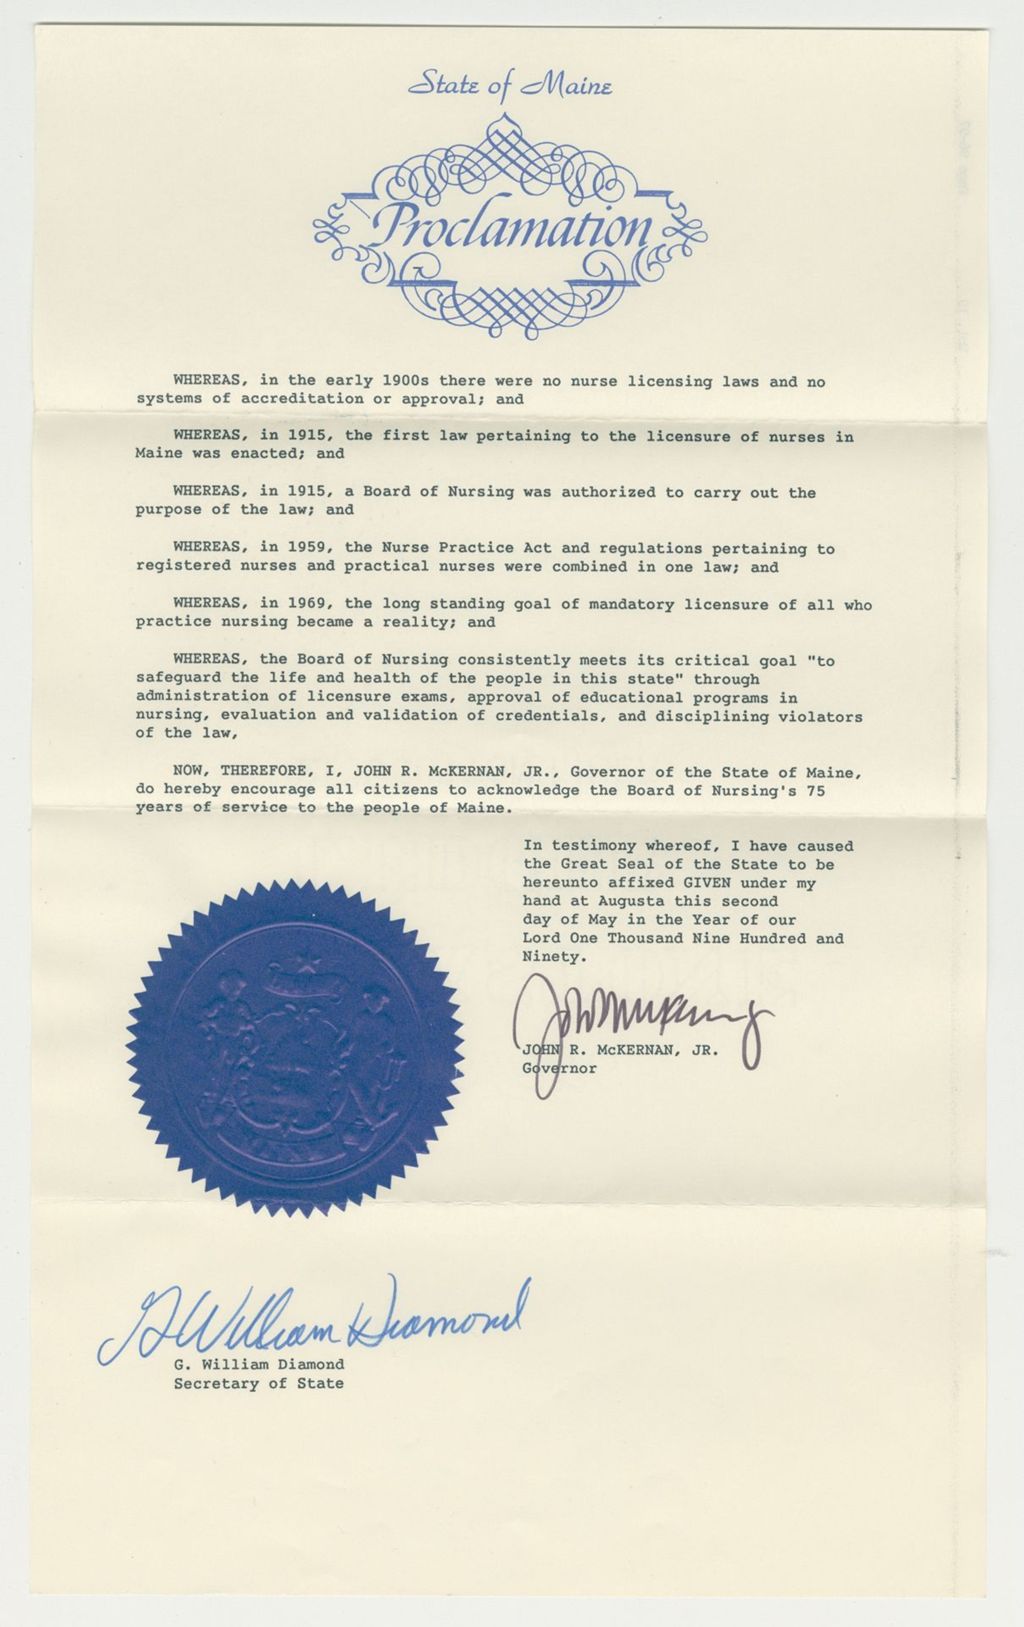 State of Maine
Proclamation
WHEREAS, in the early 1900s there were no nurse licensing laws and no
systems of accreditation or approval; and
WHEREAS, in 1915, the first law pertaining to the licensure of nurses in
Maine was enacted; and
WHEREAS, in 1915, a Board of Nursing was authorized to carry out the
purpose of the law; and
WHEREAS, in 1959, the Nurse Practice Act and regulations pertaining to
registered nurses and practical nurses were combined in one law; and
WHEREAS, in 1969, the long standing goal of mandatory licensure of all who
practice nursing became a reality; and
WHEREAS, the Board of Nursing consistently meets its critical goal "to
safeguard the life and health of the people in this state" through
administration of licensure exams, approval of educational programs in
nursing, evaluation and validation of credentials, and disciplining violators
of the law,
NOW, THEREFORE, I, JOHN R. McKERNAN, JR., Governor of the State of Maine,
do hereby encourage all citizens to acknowledge the Board of Nursing's 75
years of service to the people of Maine.
In testimony whereof, I have caused
the Great Seal of the State to be
hereunto affixed GIVEN under my
hand at Augusta this second
day of May in the Year of our
Lord One Thousand Nine Hundred and
Ninety.
John McKernan Jr
JOHN R. McKERNAN, JR.
Governor
G William Diamond
G. William Diamond
Secretary of State